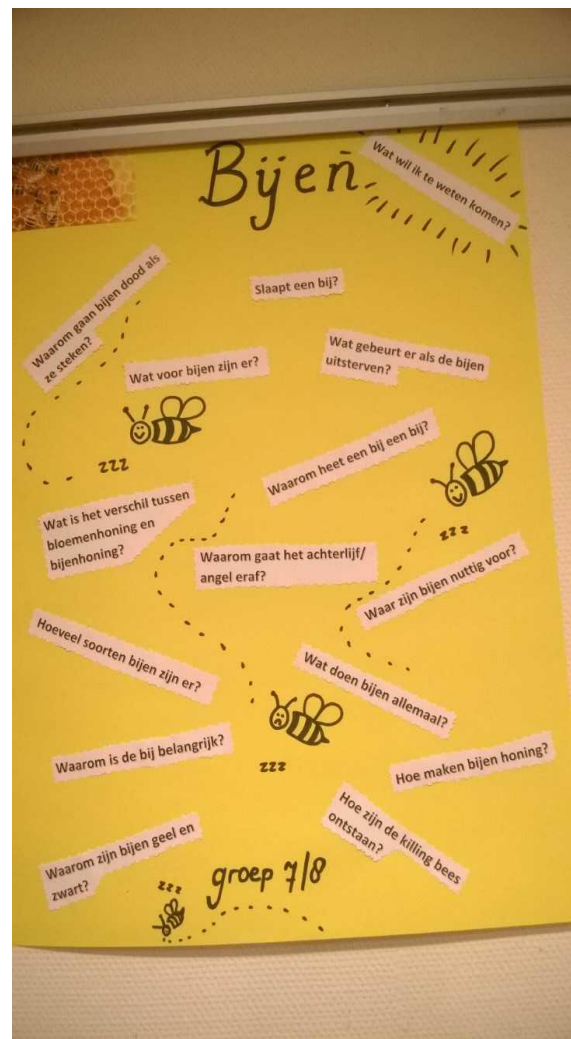 Bijen
Wat wil ik te weten komen?
Waarom gaan bijen dood als
ze steken?
Slaapt een bij?
Wat voor bijen zijn er?
Wat gebeurt er als de bijen
uitsterven?
zzz
Waarom heet een bij een bij?
zzz
Wat is het verschil tussen
bloemenhoning en
bijenhoning?
Waarom gaat het achterlijf/
angel eraf?
Waar zijn bijen nuttig voor?
Hoeveel soorten bijen zijn er?
Wat doen bijen allemaal?
Waarom is de bij belangrijk?
zzz
Hoe maken bijen honing?
Waarom zijn bijen geel en
zwart?
Hoe zijn de killing bees
ontstaan?
zzz
groep 7/8